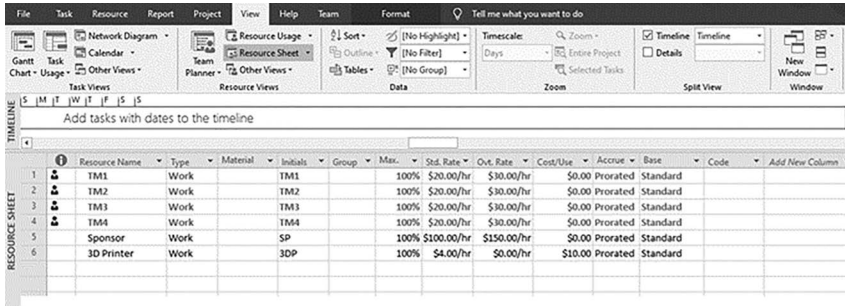 File Task Resource Report Project View Help Team Format Tell me what you want to do
Network Diagram Resource Usage Sort [No Highlight] Timescale: Zoom Timeline Timeline
Calendar Resource Sheet Outline [No Filter] Days Entire Project Details
Gantt Chart Task Usage Other Views Team Planner Other Views Tables [No Group] Selected Tasks New Window
Task Views Resource Views Data Zoom Split View Window
TIMELINE
S M T W T F S S
Add tasks with dates to the timeline
RESOURCE SHEET
Resource Name Type Material Initials Group Max. Std. Rate Ovt. Rate Cost/Use Accrue Base Code Add New Column
1 TM1 Work TM1 100% $20.00/hr $30.00/hr $0.00 Prorated Standard
2 TM2 Work TM2 100% $20.00/hr $30.00/hr $0.00 Prorated Standard
3 TM3 Work TM3 100% $20.00/hr $30.00/hr $0.00 Prorated Standard
4 TM4 Work TM4 100% $20.00/hr $30.00/hr $0.00 Prorated Standard
5 Sponsor Work SP 100% $100.00/hr $150.00/hr $0.00 Prorated Standard
6 3D Printer Work 3DP 100% $4.00/hr $0.00/hr $10.00 Prorated Standard